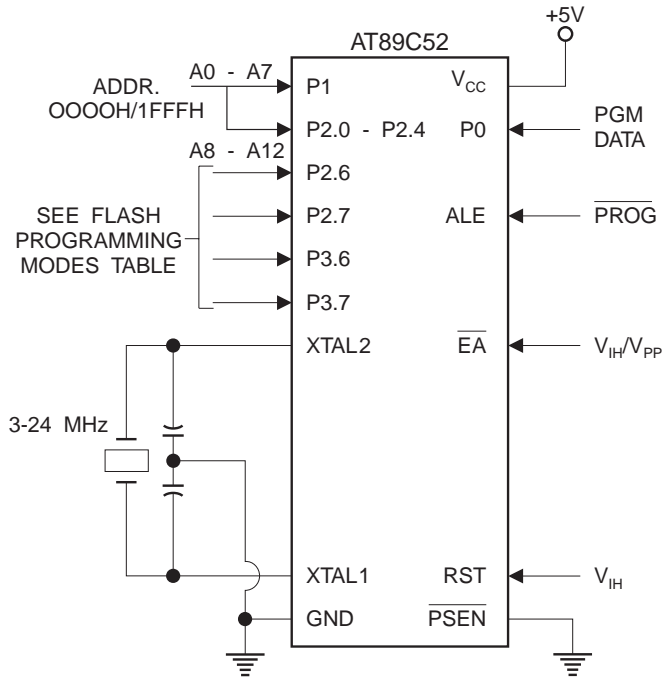 +5V
AT89C52
A0 - A7
ADDR.
OOOOH/1FFFH
P1
VCC
P2.0 - P2.4
P0
PGM
DATA
A8 - A12
P2.6
SEE FLASH
PROGRAMMING
MODES TABLE
P2.7
ALE
PROG
P3.6
P3.7
XTAL2
EA
VIH/VPP
3-24 MHz
XTAL1
RST
VIH
GND
PSEN